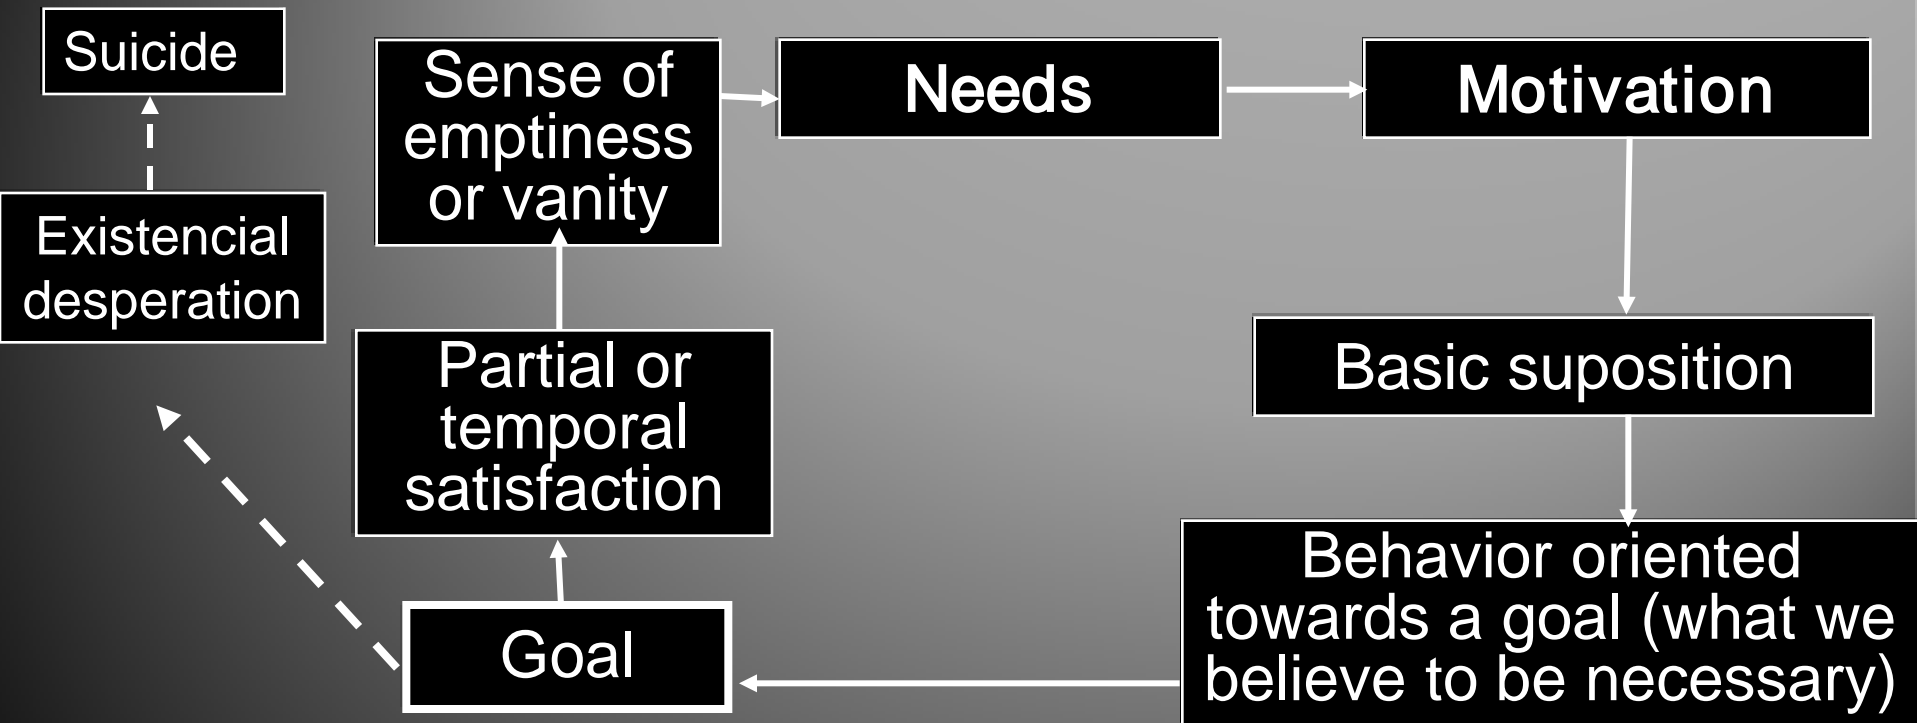 Suicide
Existencial
desperation
Sense of
emptiness
or vanity
Needs
Motivation
Partial or
temporal
satisfaction
Basic suposition
Goal
Behavior oriented
towards a goal (what we
believe to be necessary)